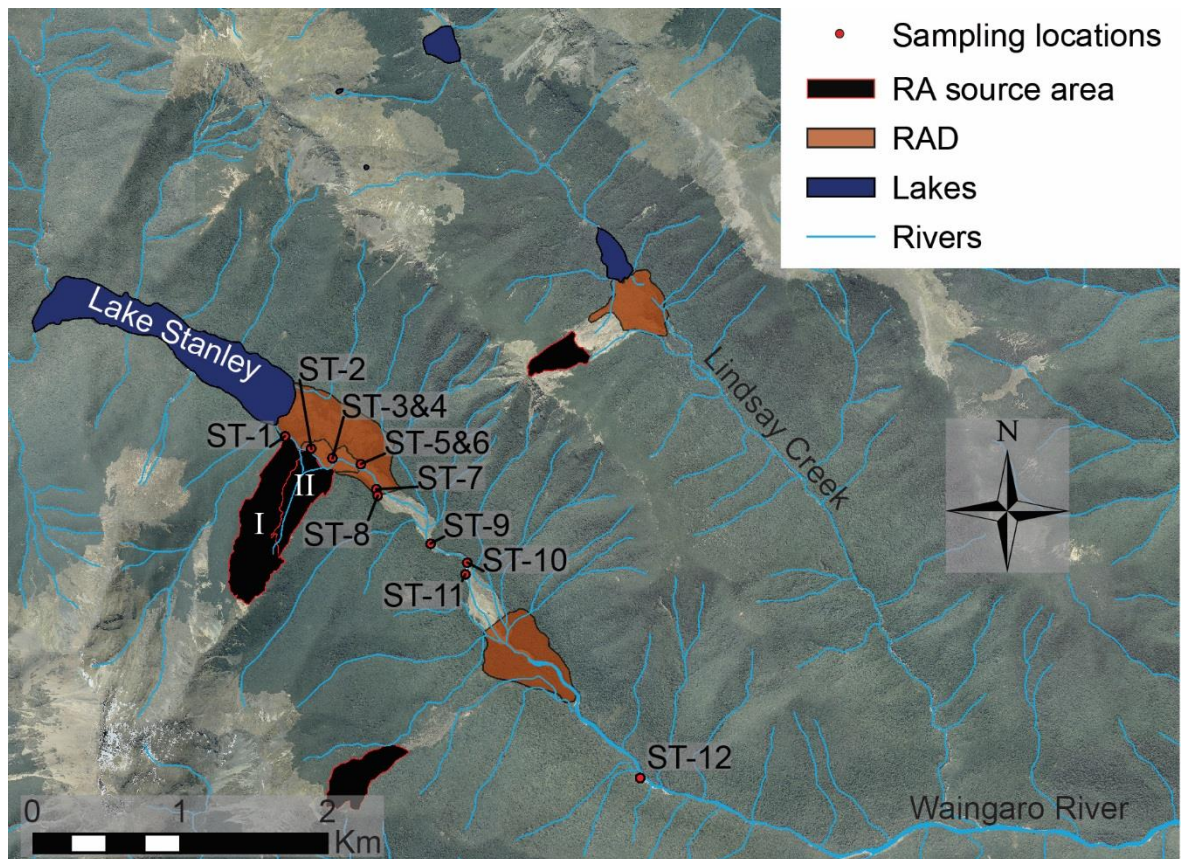 Sampling locations
RA source area
RAD
Lakes
Rivers
Lake Stanley
ST-2
ST-3&4
ST-1
ST-5&6
II
ST-7
I
ST-8
ST-9
ST-10
ST-11
Lindsay Creek
N
ST-12
0 1 2
Km
Waingaro River